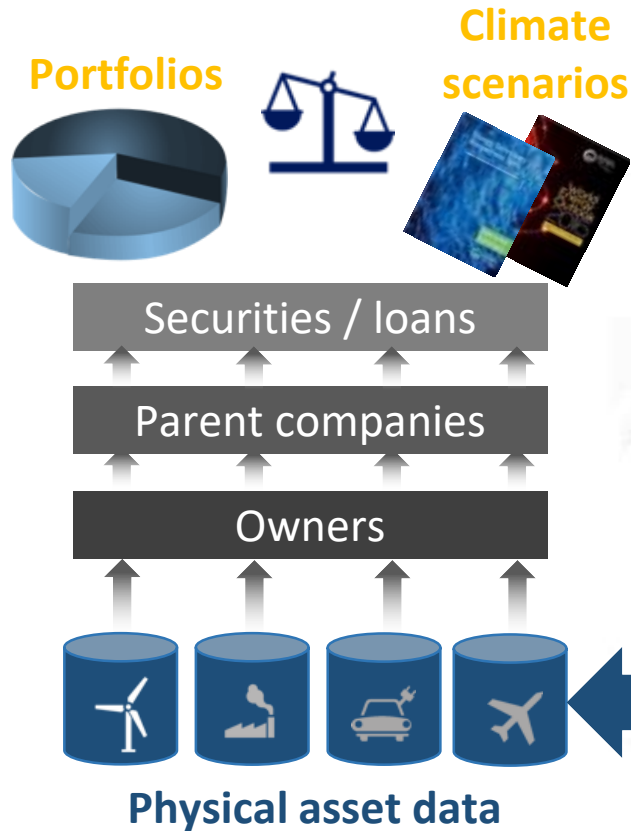 Portfolios
Climate
scenarios
Securities / loans
Parent companies
Owners
Physical asset data